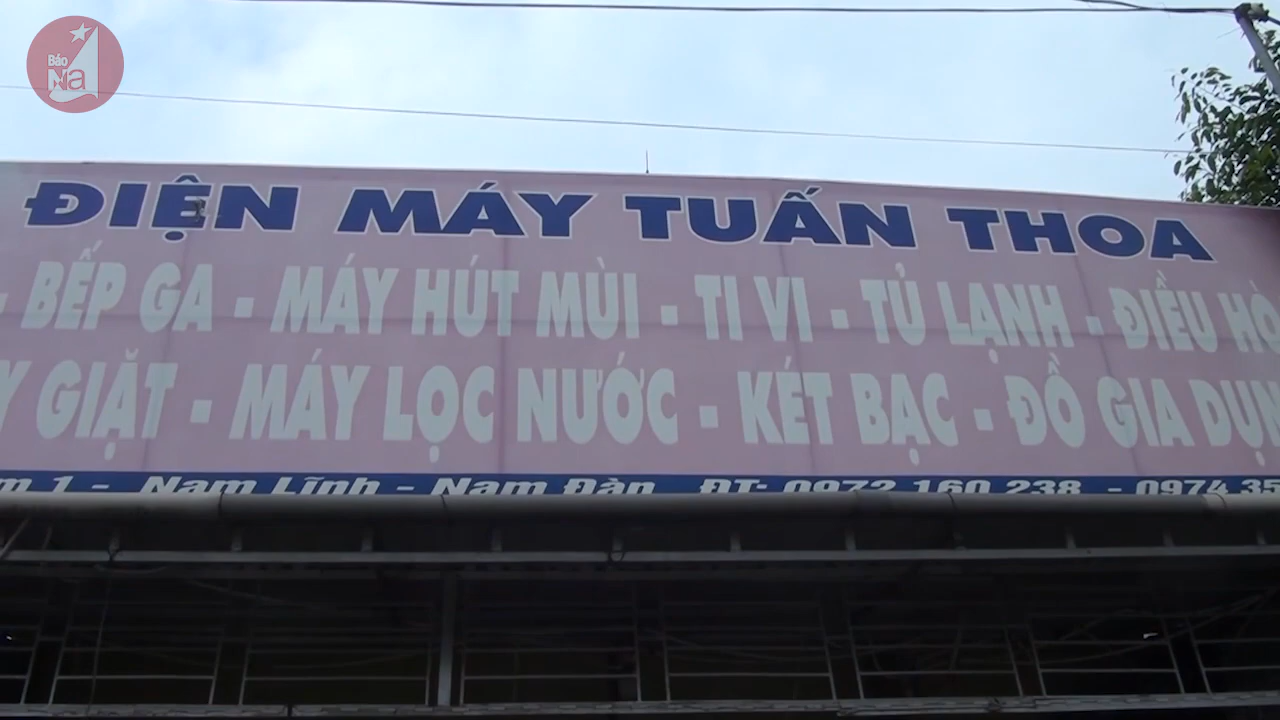 Báo
Na
ĐIỆN MÁY TUẤN THOA
- BẾP GA - MÁY HÚT MÙI - TI VI - TỦ LẠNH - ĐIỀU HÒ
Y GIẶT - MÁY LỌC NƯỚC - KÉT BẠC - ĐỒ GIA DỤN
m 1 - Nam Lĩnh - Nam Đàn ĐT: 0972 160 238 - 0974 35